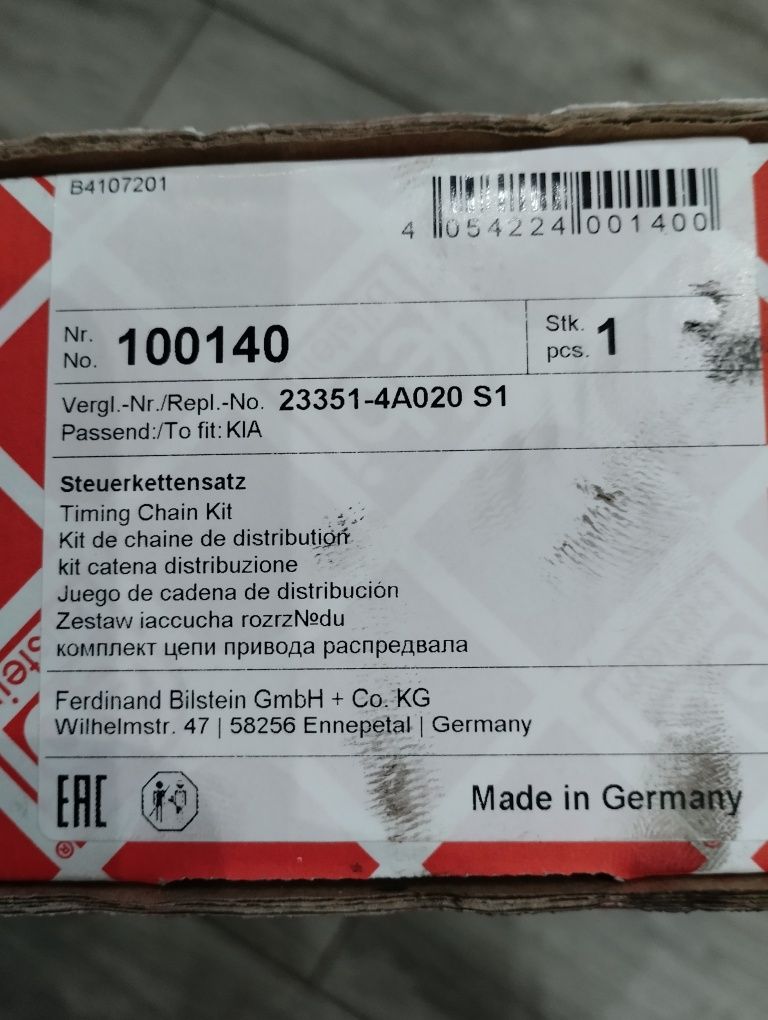 B4107201
4 054224 001400
Nr.
No. 100140
Stk.
pcs. 1
Vergl.-Nr./Repl.-No. 23351-4A020 S1
Passend:/To fit: KIA
Steuerkettensatz
Timing Chain Kit
Kit de chaine de distribution
kit catena distribuzione
Juego de cadena de distribución
Zestaw iaccucha rozrz№du
комплект цепи привода распредвала
Ferdinand Bilstein GmbH + Co. KG
Wilhelmstr. 47 | 58256 Ennepetal | Germany
EAC
Made in Germany